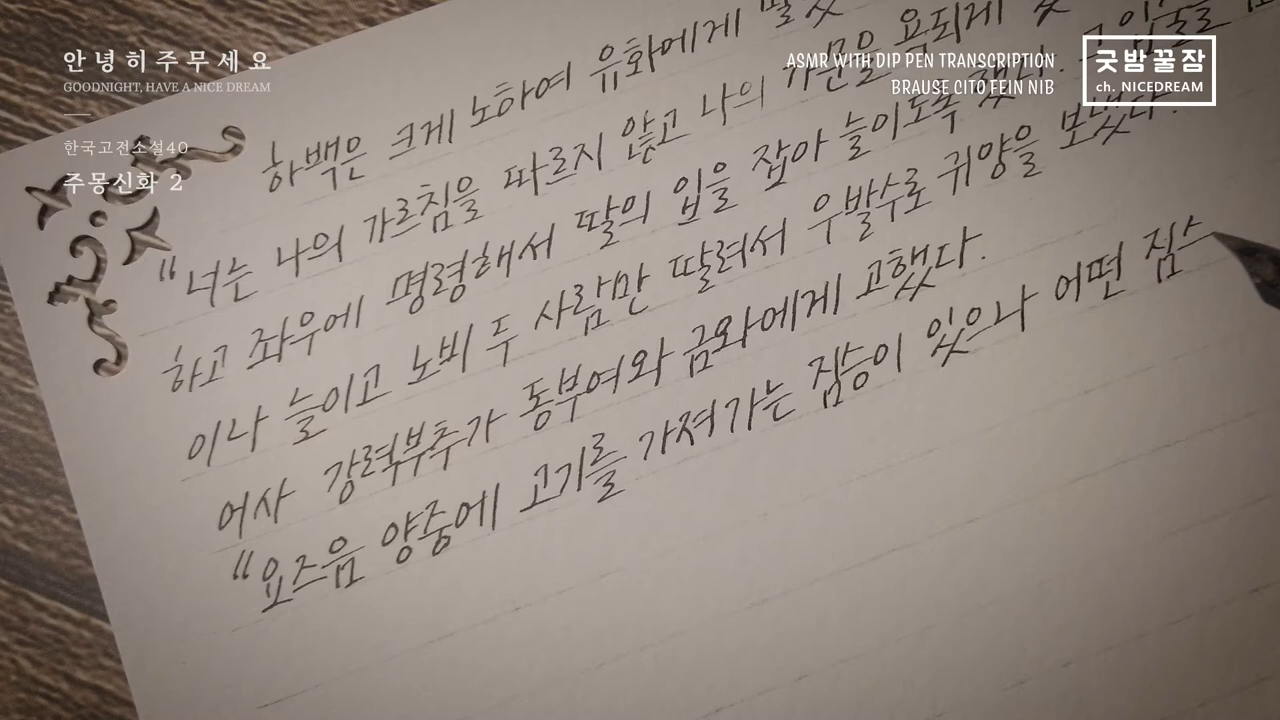 안녕히주무세요
GOODNIGHT, HAVE A NICE DREAM
한국고전소설40
주몽신화 2
ASMR WITH DIP PEN TRANSCRIPTION
BRAUSE CITO FEIN NIB
굿밤꿀잠
ch. NICEDREAM
하백은 크게 노하여 유화에게
“너는 나의 가르침을 따르지 않고 나의 가문을 욕되게
하고 좌우에 명령해서 딸의 입을 잡아 늘이도록 했다. 그 입술을
이나 늘이고 노비 두 사람만 딸려서 우발수로 귀양을 보냈다.
어사 강력부추가 동부여와 금와에게 고했다.
“요즈음 양중에 고기를 가져가는 짐승이 있으나 어떤 짐스